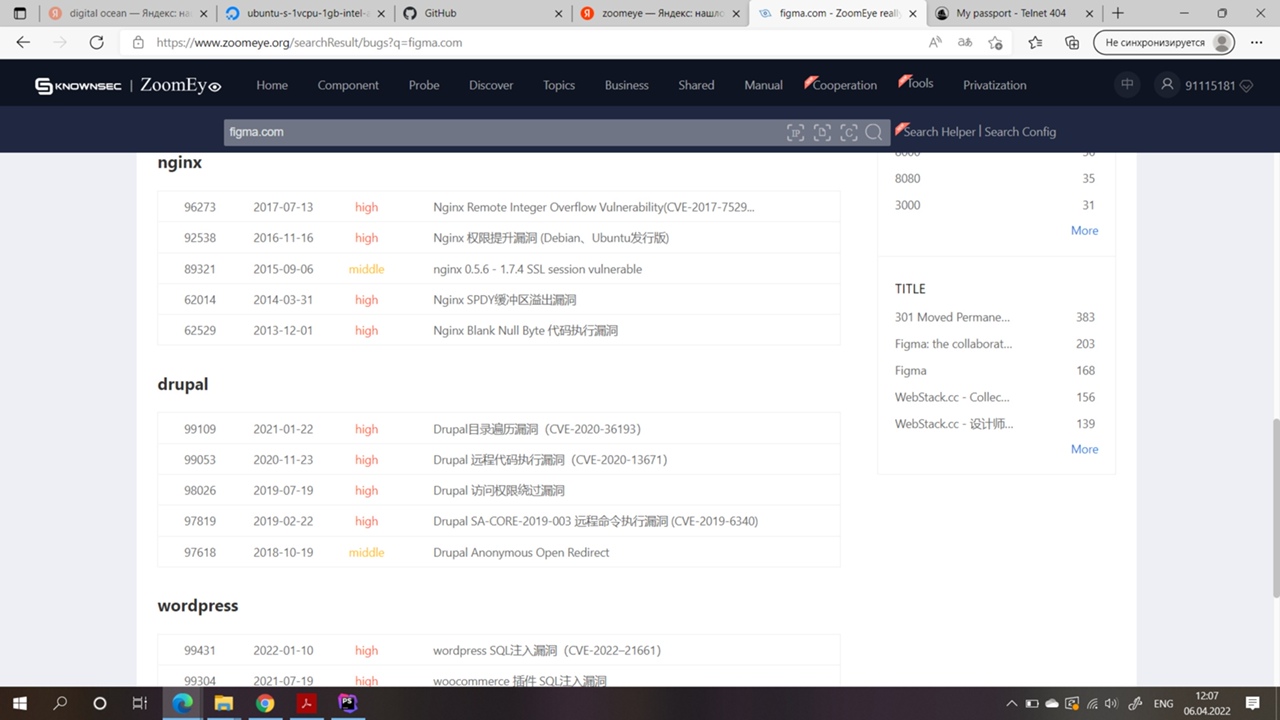 digital ocean — Яндекс: на
ubuntu-s-1vcpu-1gb-intel-
GitHub
zoomeye — Яндекс: нашло
figma.com - ZoomEye reall
My passport - Telnet 404
https://www.zoomeye.org/searchResult/bugs?q=figma.com
Не синхронизируется
KNOWNSEC | ZoomEye
Home Component Probe Discover Topics Business Shared Manual Cooperation Tools Privatization 中 91115181
figma.com
Search Helper | Search Config
nginx
96273 2017-07-13 high Nginx Remote Integer Overflow Vulnerability(CVE-2017-7529...
92538 2016-11-16 high Nginx 权限提升漏洞 (Debian、Ubuntu发行版)
89321 2015-09-06 middle nginx 0.5.6 - 1.7.4 SSL session vulnerable
62014 2014-03-31 high Nginx SPDY缓冲区溢出漏洞
62529 2013-12-01 high Nginx Blank Null Byte 代码执行漏洞
drupal
99109 2021-01-22 high Drupal目录遍历漏洞（CVE-2020-36193）
99053 2020-11-23 high Drupal 远程代码执行漏洞（CVE-2020-13671）
98026 2019-07-19 high Drupal 访问权限绕过漏洞
97819 2019-02-22 high Drupal SA-CORE-2019-003 远程命令执行漏洞 (CVE-2019-6340)
97618 2018-10-19 middle Drupal Anonymous Open Redirect
wordpress
99431 2022-01-10 high wordpress SQL注入漏洞（CVE-2022–21661）
99304 2021-07-19 high woocommerce 插件 SQL注入漏洞
8080 35
3000 31
More
TITLE
301 Moved Permane... 383
Figma: the collaborat... 203
Figma 168
WebStack.cc - Collec... 156
WebStack.cc - 设计师... 139
More
ENG
12:07
06.04.2022